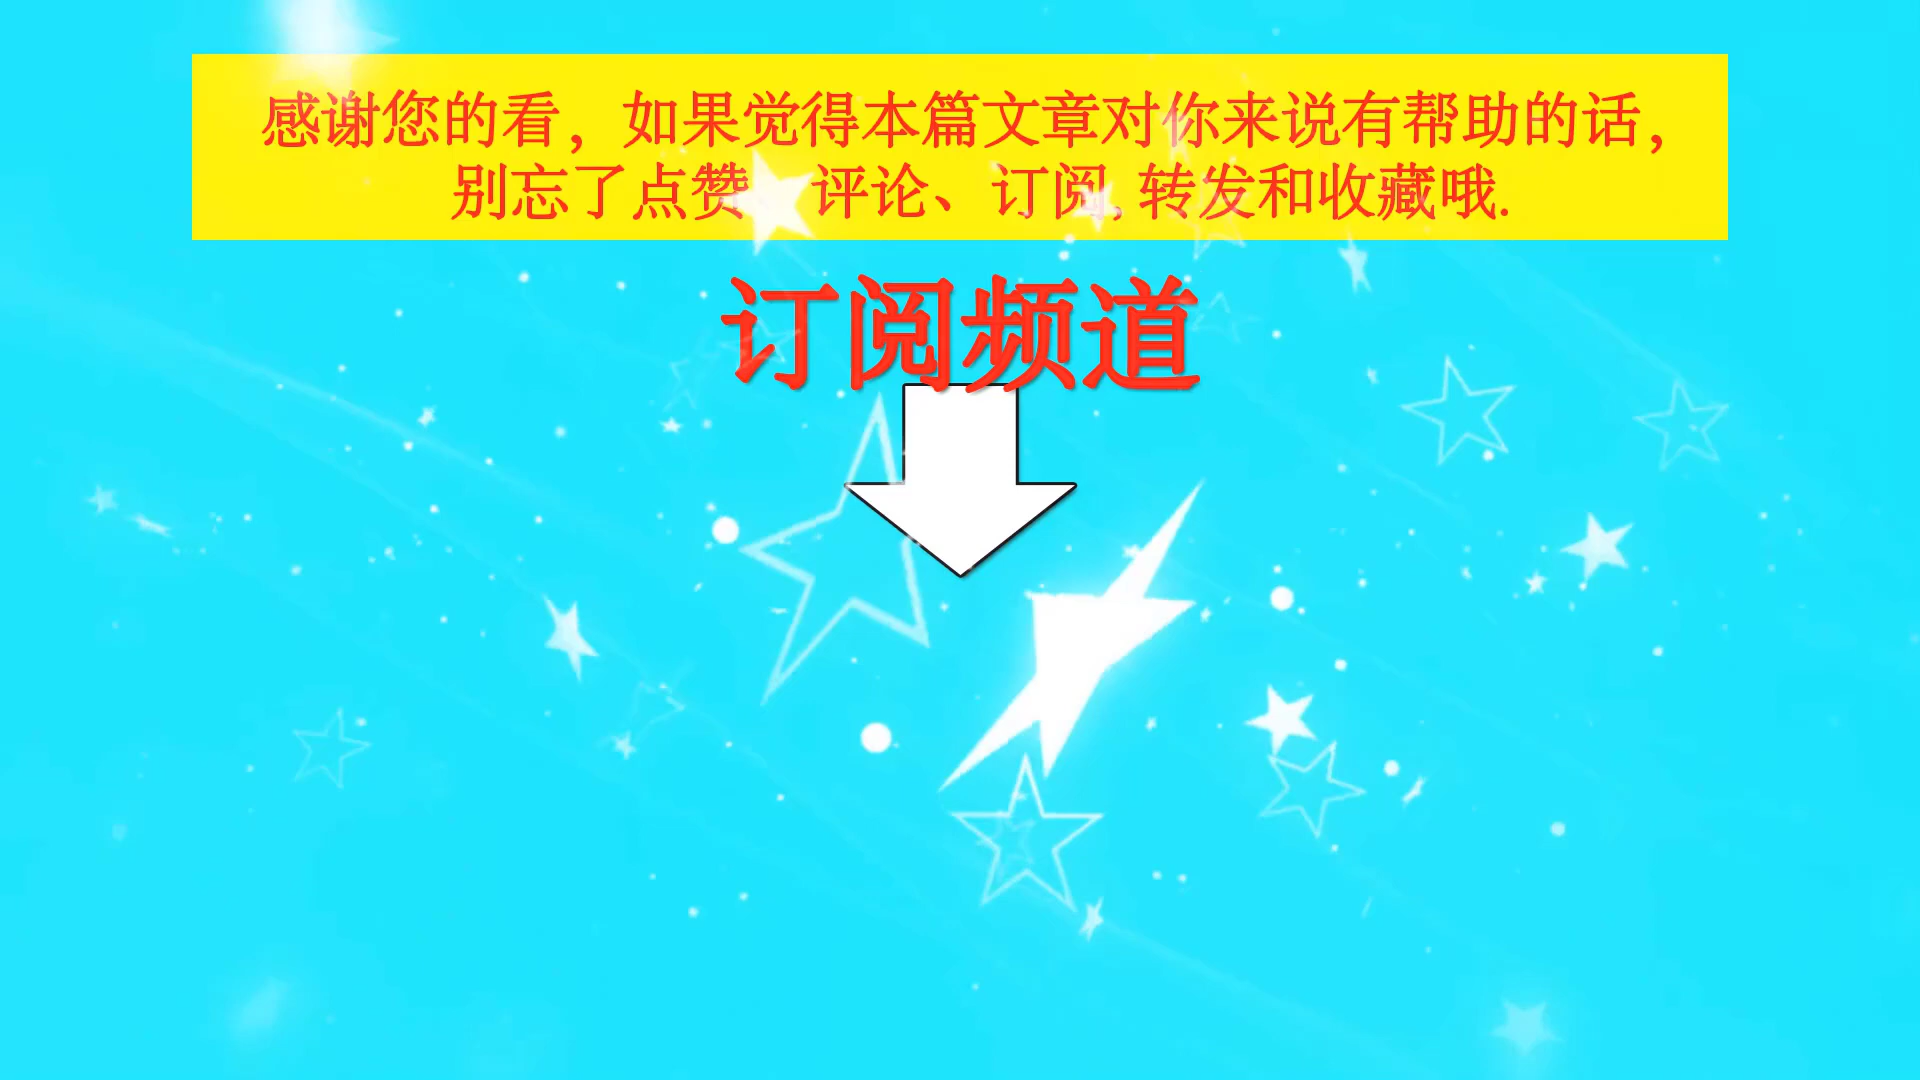 感谢您的看，如果觉得本篇文章对你来说有帮助的话，
别忘了点赞、评论、订阅,转发和收藏哦.
订阅频道